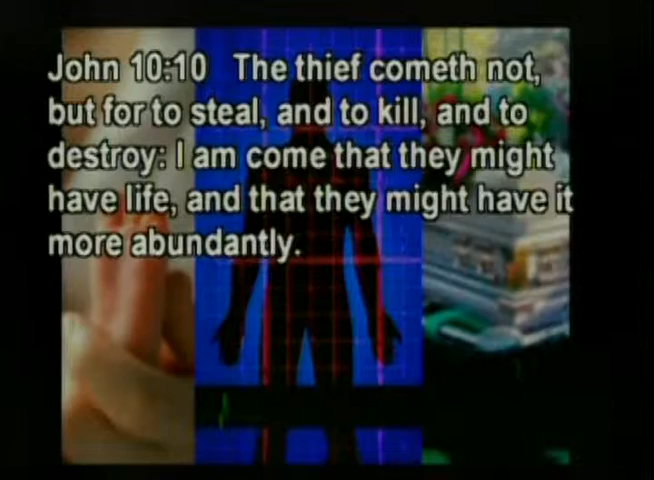 John 10:10 The thief cometh not,
but for to steal, and to kill, and to
destroy: I am come that they might
have life, and that they might have it
more abundantly.